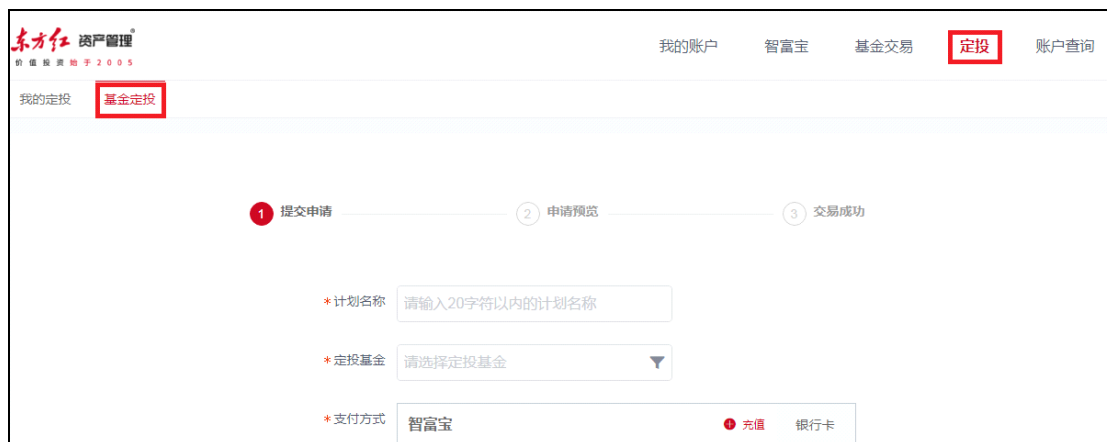 东方红 资产管理®
价值投资始于2005
我的账户 智富宝 基金交易 定投 账户查询
我的定投 基金定投
1 提交申请 2 申请预览 3 交易成功
*计划名称 请输入20字符以内的计划名称
*定投基金 请选择定投基金
*支付方式 智富宝 充值 银行卡